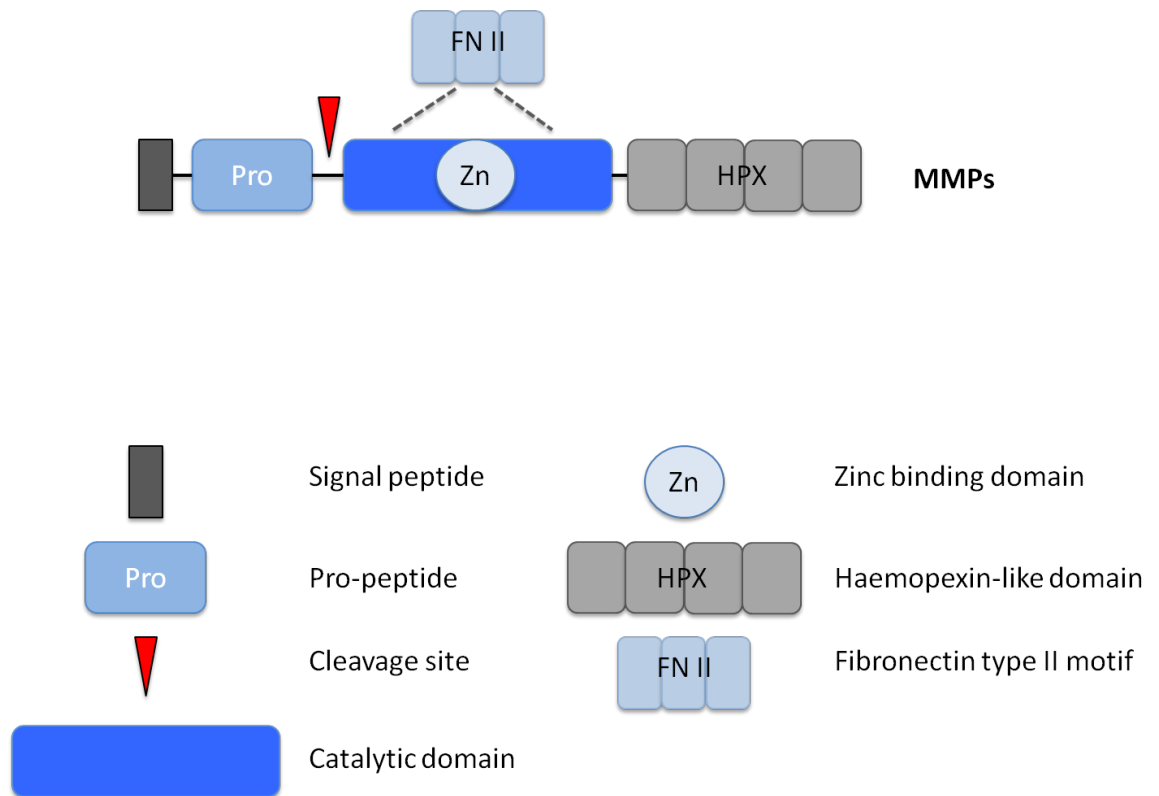 FN II
Pro
Zn
HPX
MMPs
Signal peptide
Zn
Zinc binding domain
Pro
Pro-peptide
HPX
Haemopexin-like domain
Cleavage site
FN II
Fibronectin type II motif
Catalytic domain